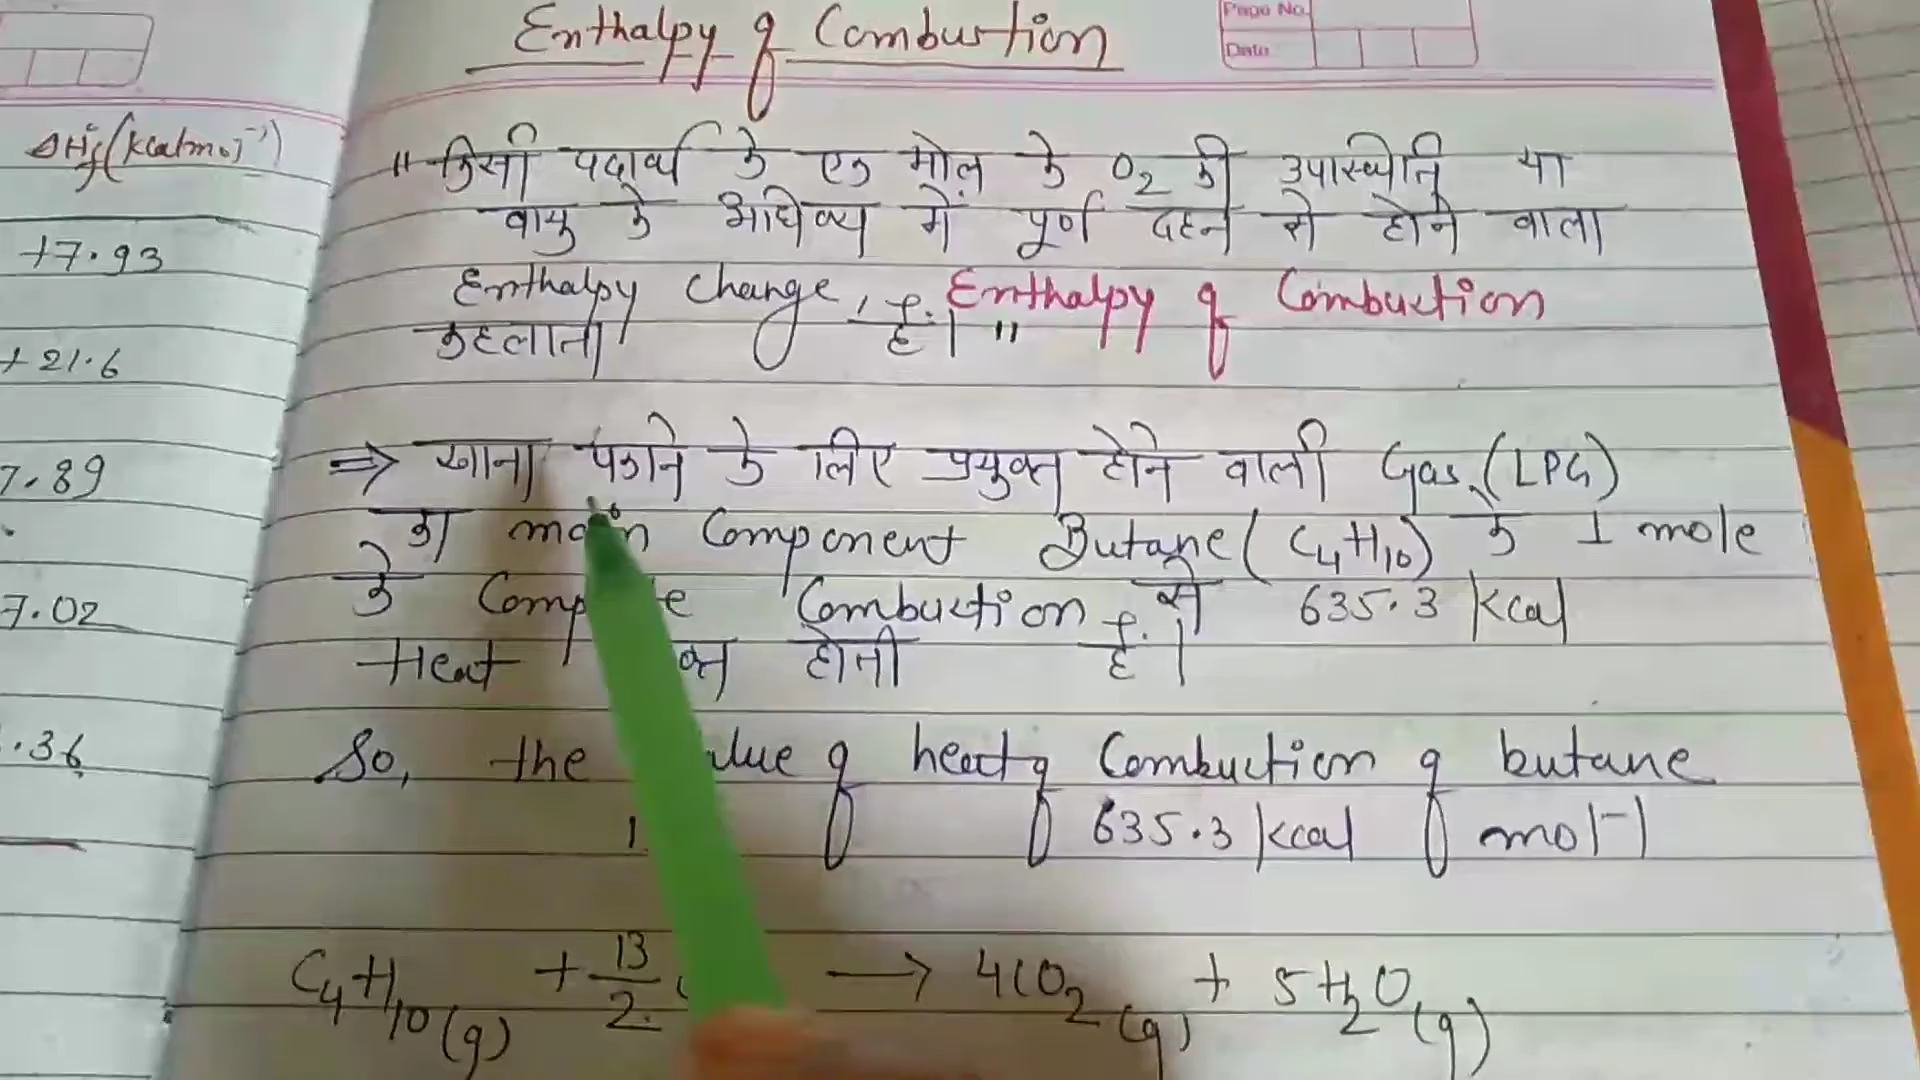 Enthalpy of Combustion
Page No.
Date
ΔH°f (kcal mol⁻¹)
+7.93
+21.6
7.89
7.02
.36
" किसी पदार्थ के एक मोल के O₂ की उपास्थिति या
वायु के आधिक्य में पूर्ण दहन से होने वाला
Enthalpy change, Enthalpy of Combustion
कहलाता है। "
⇒ खाना पकाने के लिए प्रयुक्त होने वाली Gas (LPG)
का main Component Butane (C₄H₁₀) के 1 mole
के Combustion से 635.3 kcal
Heat होती है।
So, the of heat of Combustion of butane
635.3 kcal mol⁻¹
C₄H₁₀(g) + 13/2 → 4CO₂(g) + 5H₂O(g)